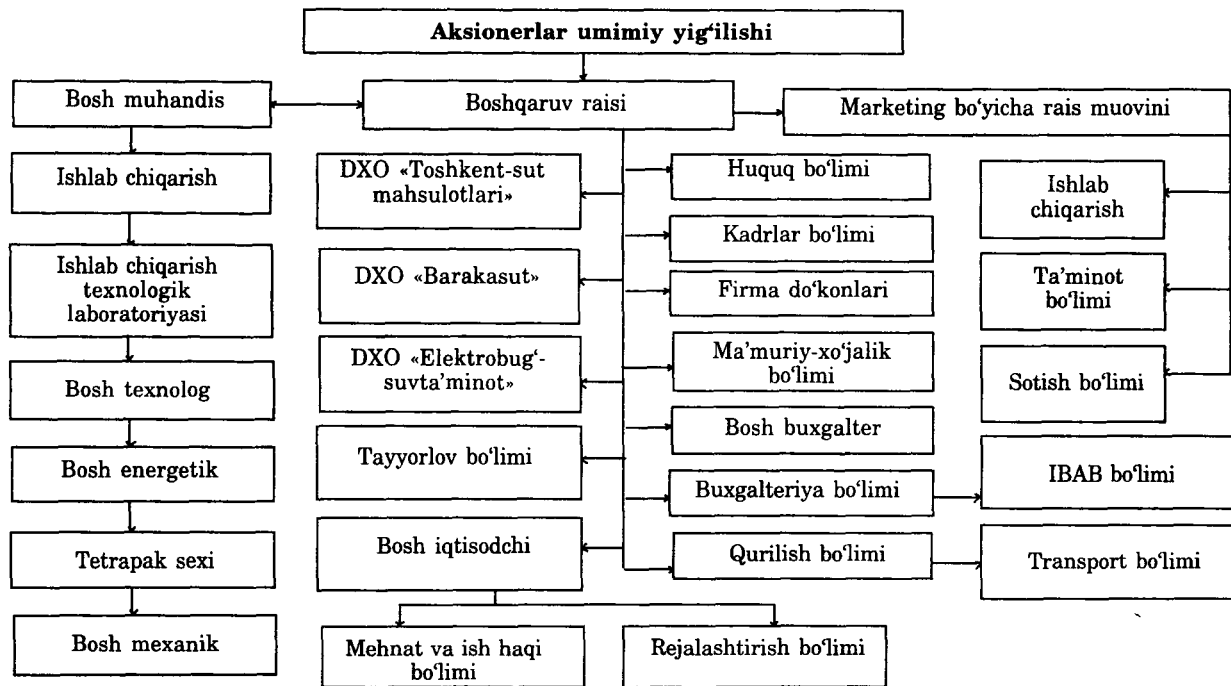 Aksionerlar umimiy yig‘ilishi
Bosh muhandis
Boshqaruv raisi
Marketing bo‘yicha rais muovini
Ishlab chiqarish
Ishlab chiqarish
texnologik
laboratoriyasi
Bosh texnolog
Bosh energetik
Tetrapak sexi
Bosh mexanik
DXO «Toshkent-sut
mahsulotlari»
DXO «Barakasut»
DXO «Elektrobug‘-
suvta’minot»
Tayyorlov bo‘limi
Bosh iqtisodchi
Mehnat va ish haqi
bo‘limi
Rejalashtirish bo‘limi
Huquq bo‘limi
Kadrlar bo‘limi
Firma do‘konlari
Ma’muriy-xo‘jalik
bo‘limi
Bosh buxgalter
Buxgalteriya bo‘limi
Qurilish bo‘limi
Ishlab
chiqarish
Ta’minot
bo‘limi
Sotish bo‘limi
IBAB bo‘limi
Transport bo‘limi